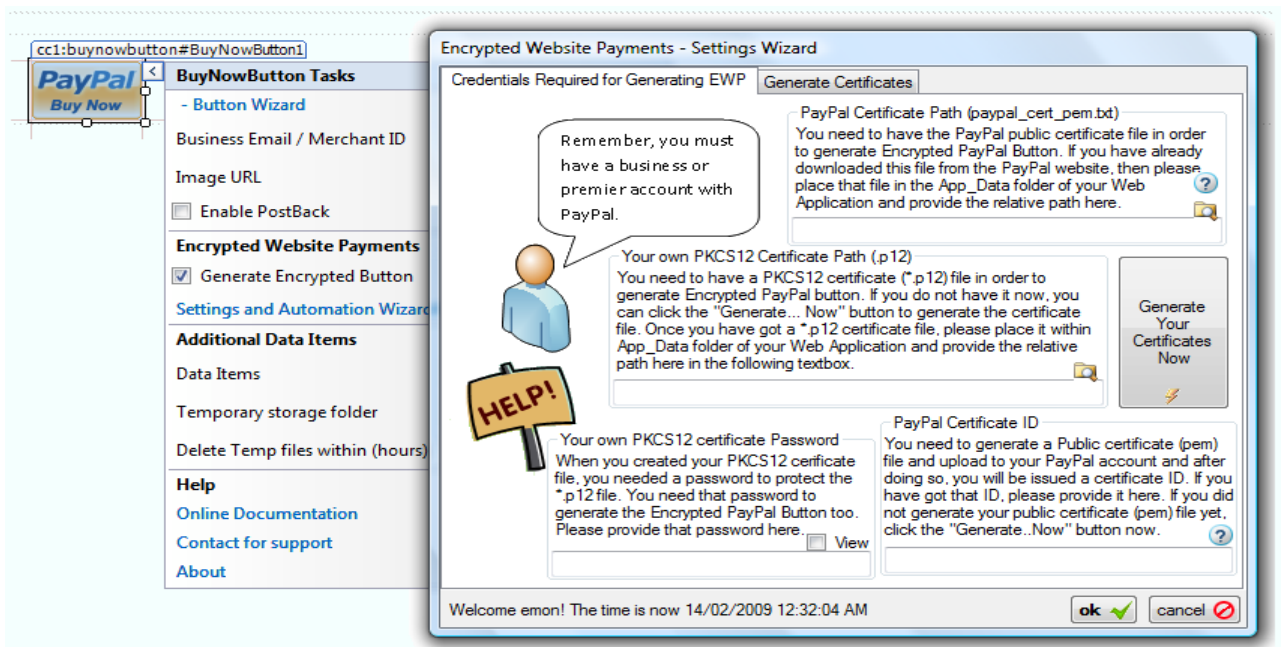 cc1:buynowbutton#BuyNowButton1
PayPal
Buy Now
BuyNowButton Tasks
- Button Wizard
Business Email / Merchant ID
Image URL
Enable PostBack
Encrypted Website Payments
Generate Encrypted Button
Settings and Automation Wizard
Additional Data Items
Data Items
Temporary storage folder
Delete Temp files within (hours)
Help
Online Documentation
Contact for support
About
Encrypted Website Payments - Settings Wizard
Credentials Required for Generating EWP
Generate Certificates
Remember, you must
have a business or
premier account with
PayPal.
PayPal Certificate Path (paypal_cert_pem.txt)
You need to have the PayPal public certificate file in order
to generate Encrypted PayPal Button. If you have already
downloaded this file from the PayPal website, then please
place that file in the App_Data folder of your Web
Application and provide the relative path here.
?
Your own PKCS12 Certificate Path (.p12)
You need to have a PKCS12 certificate (*.p12) file in order to
generate Encrypted PayPal button. If you do not have it now, you
can click the "Generate... Now" button to generate the certificate
file. Once you have got a *.p12 certificate file, please place it within
App_Data folder of your Web Application and provide the relative
path here in the following textbox.
Generate
Your
Certificates
Now
HELP!
Your own PKCS12 certificate Password
When you created your PKCS12 cerificate
file, you needed a password to protect the
*.p12 file. You need that password to
generate the Encrypted PayPal Button too.
Please provide that password here.
View
PayPal Certificate ID
You need to generate a Public certificate (pem)
file and upload to your PayPal account and after
doing so, you will be issued a certificate ID. If you
have got that ID, please provide it here. If you did
not generate your public certificate (pem) file yet,
click the "Generate..Now" button now.
?
Welcome emon! The time is now 14/02/2009 12:32:04 AM
ok
cancel